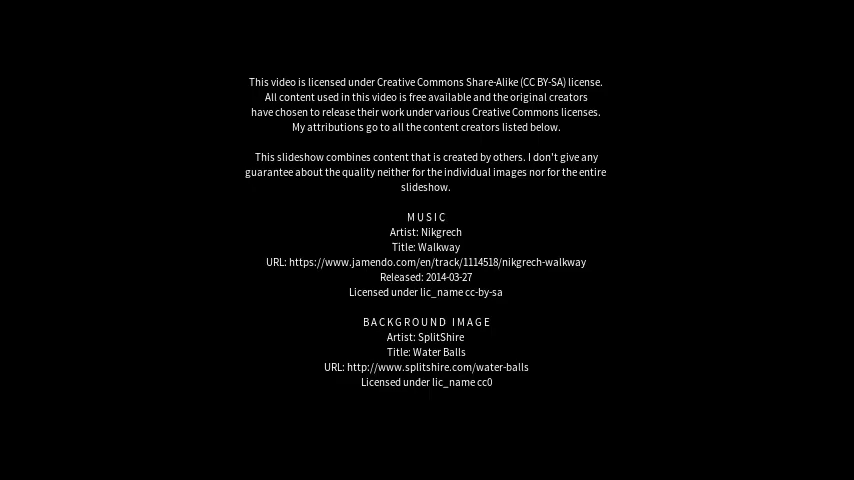 This video is licensed under Creative Commons Share-Alike (CC BY-SA) license.
All content used in this video is free available and the original creators
have chosen to release their work under various Creative Commons licenses.
My attributions go to all the content creators listed below.
This slideshow combines content that is created by others. I don't give any
guarantee about the quality neither for the individual images nor for the entire
slideshow.
M U S I C
Artist: Nikgrech
Title: Walkway
URL: https://www.jamendo.com/en/track/1114518/nikgrech-walkway
Released: 2014-03-27
Licensed under lic_name cc-by-sa
B A C K G R O U N D  I M A G E
Artist: SplitShire
Title: Water Balls
URL: http://www.splitshire.com/water-balls
Licensed under lic_name cc0